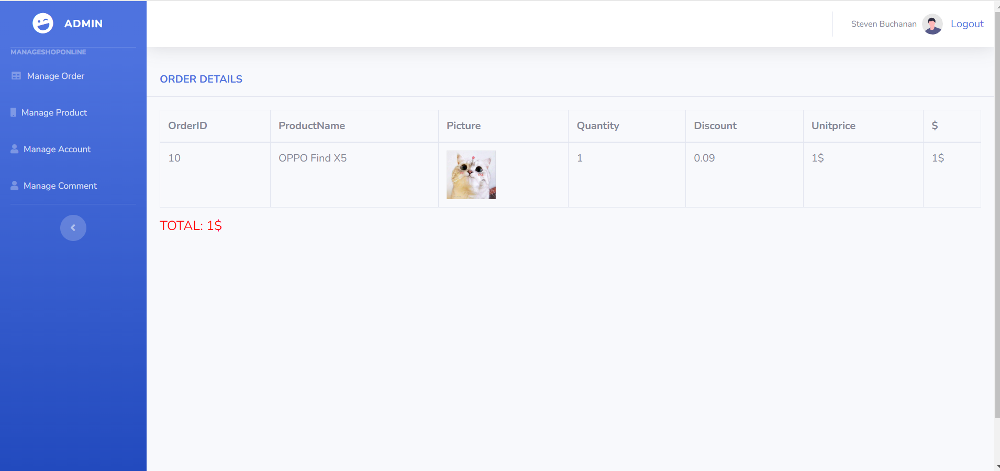 ADMIN
Steven Buchanan Logout
MANAGESHOPONLINE
Manage Order
Manage Product
Manage Account
Manage Comment
ORDER DETAILS
OrderID ProductName Picture Quantity Discount Unitprice $
10 OPPO Find X5 1 0.09 1$ 1$
TOTAL: 1$